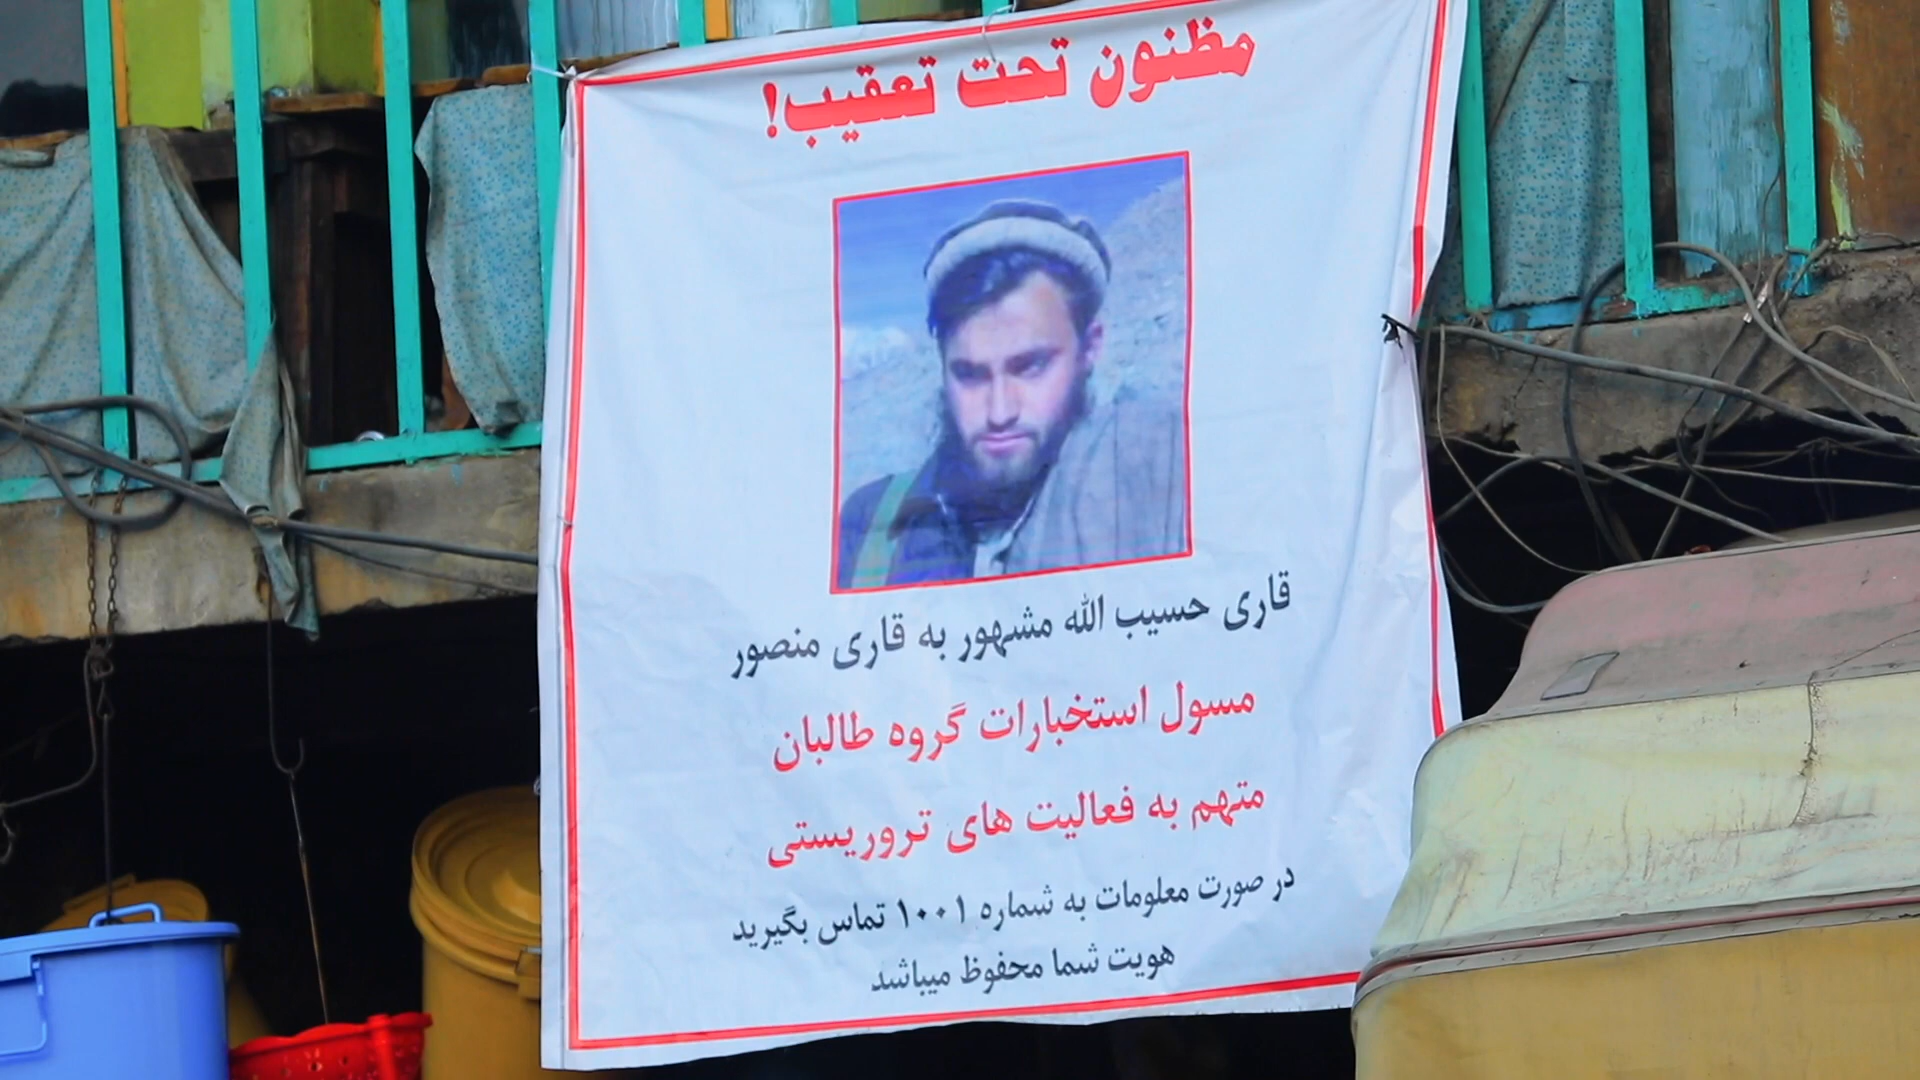 مظنون تحت تعقیب!
قاری حسیب الله مشهور به قاری منصور
مسول استخبارات گروه طالبان
متهم به فعالیت های تروریستی
در صورت معلومات به شماره ۱۰۰۱ تماس بگیرید
هویت شما محفوظ میباشد